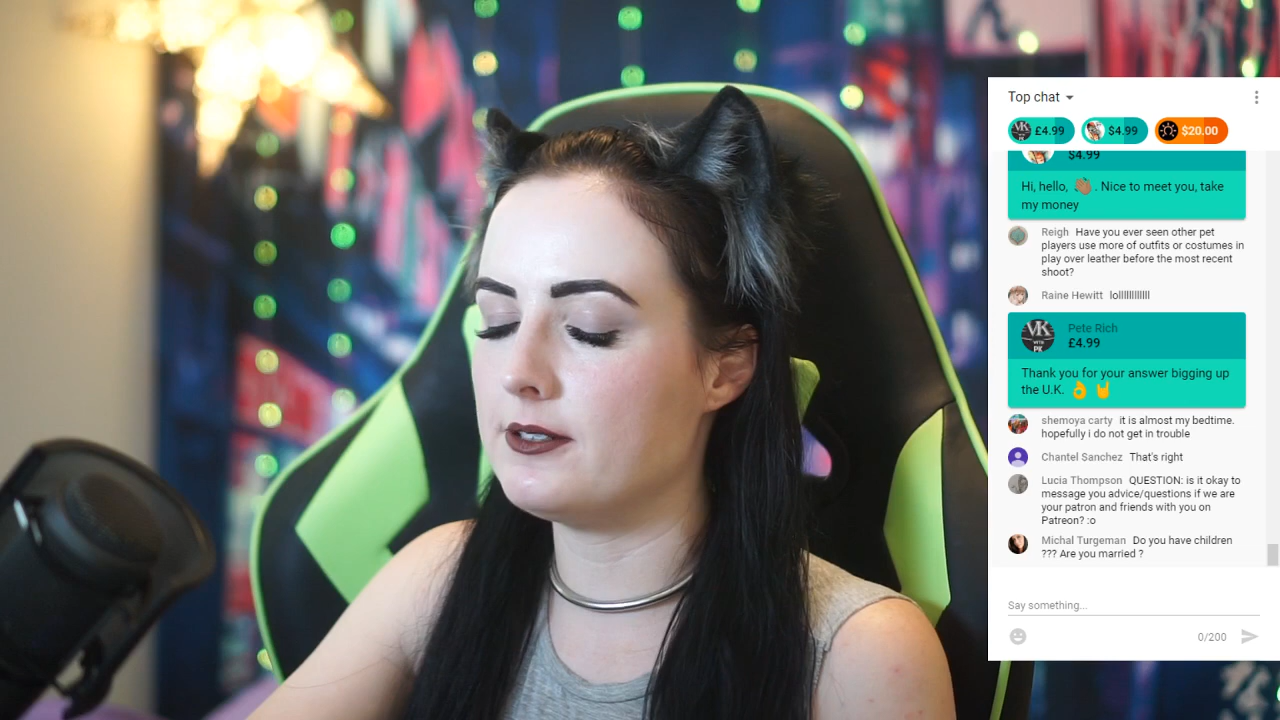 Top chat
VK £4.99 $4.99 $20.00
$4.99
Hi, hello, 👏🏽. Nice to meet you, take
my money
Reigh Have you ever seen other pet
players use more of outfits or costumes in
play over leather before the most recent
shoot?
Raine Hewitt lolllllllllllll
VK
WITH
PK
Pete Rich
£4.99
Thank you for your answer bigging up
the U.K. 👌 🤘
shemoya carty it is almost my bedtime.
hopefully i do not get in trouble
Chantel Sanchez That's right
Lucia Thompson QUESTION: is it okay to
message you advice/questions if we are
your patron and friends with you on
Patreon? :o
Michal Turgeman Do you have children
??? Are you married ?
Say something...
0/200